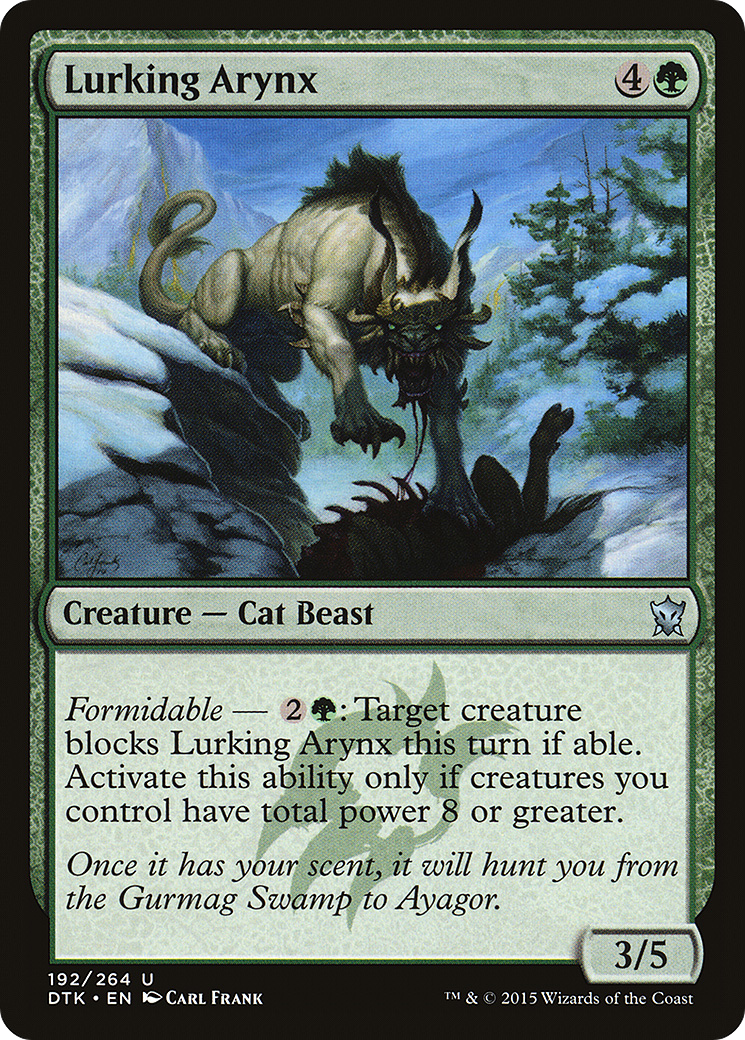 Lurking Arynx 4
Creature — Cat Beast
Formidable — 2: Target creature
blocks Lurking Arynx this turn if able.
Activate this ability only if creatures you
control have total power 8 or greater.
Once it has your scent, it will hunt you from
the Gurmag Swamp to Ayagor.
3/5
192/264 U
DTK • EN Carl Frank
™ & © 2015 Wizards of the Coast